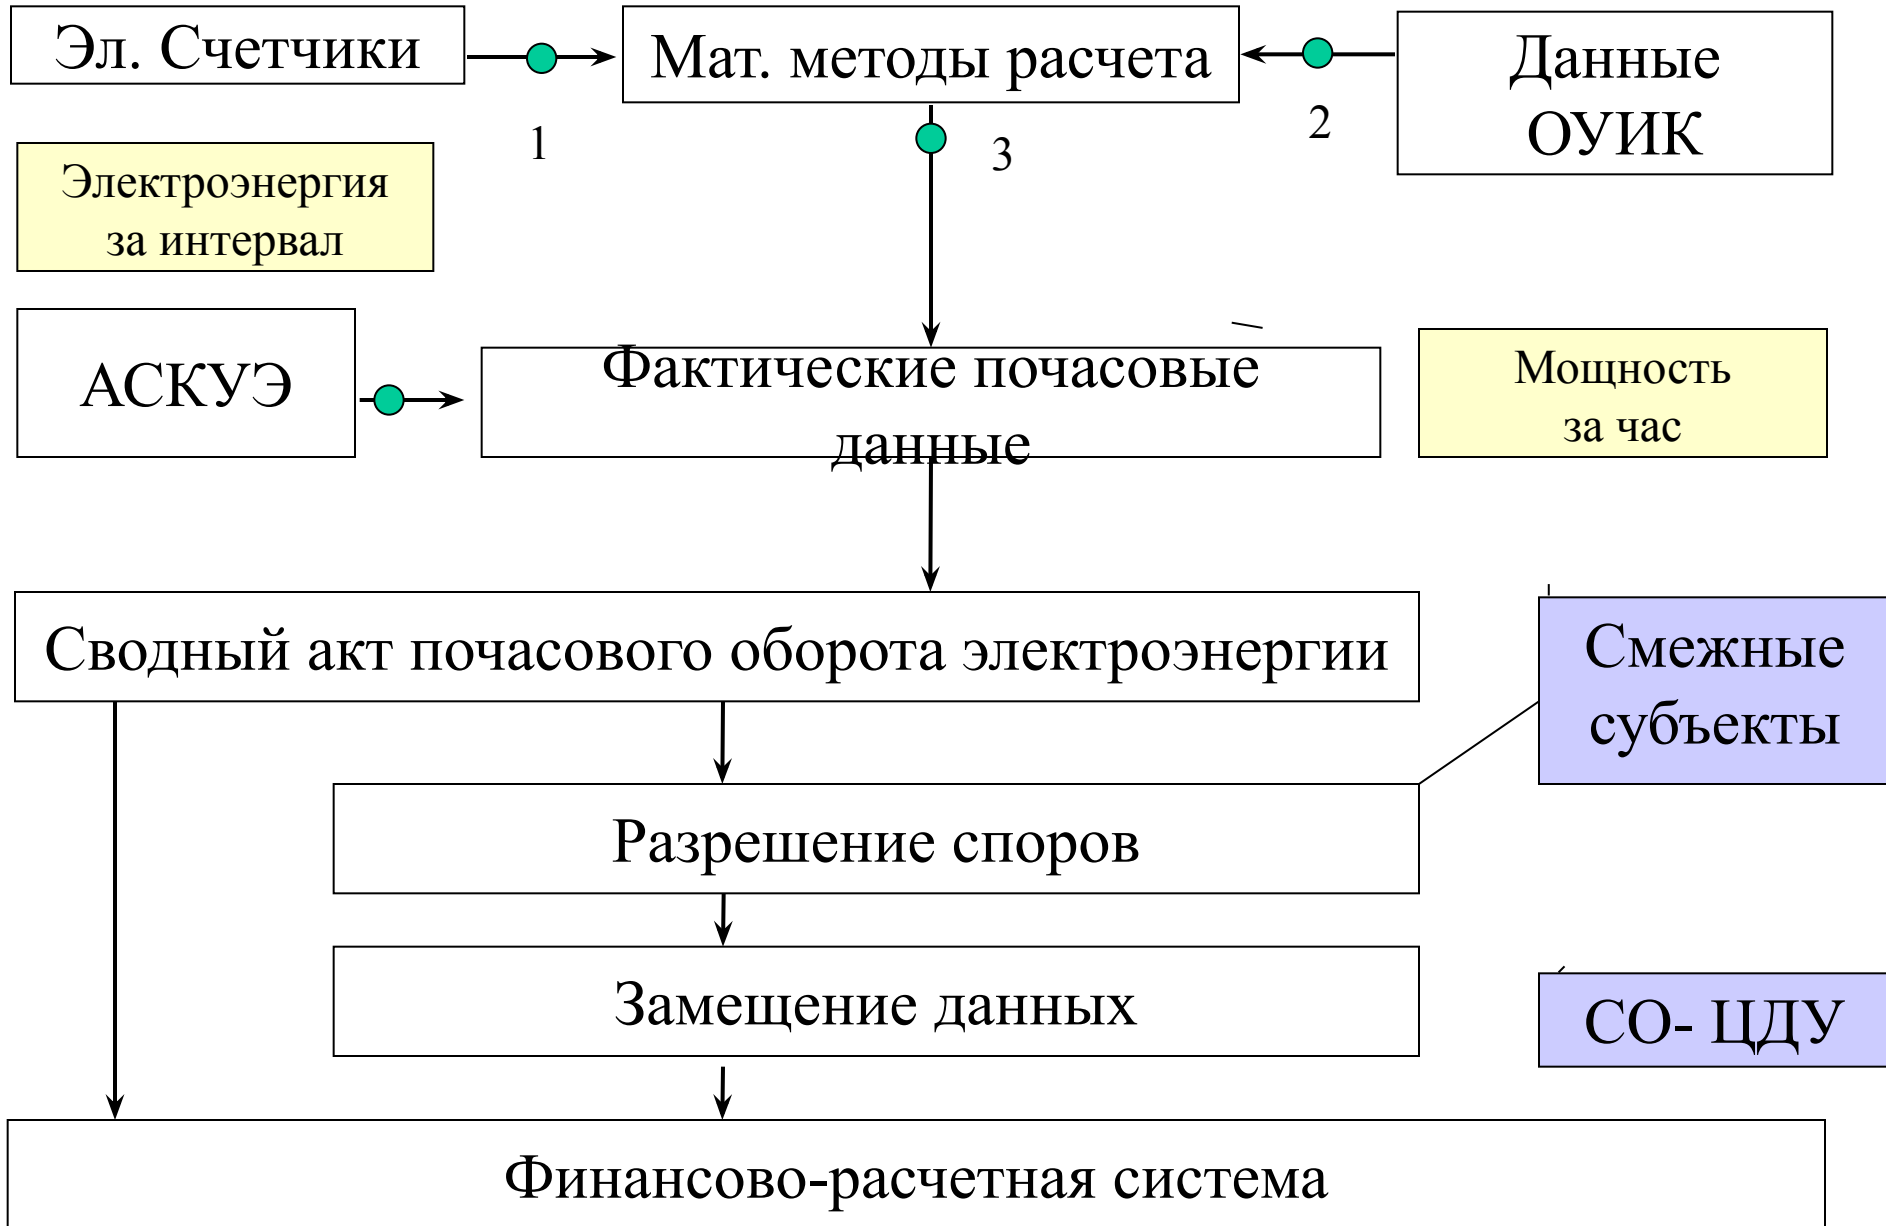 Эл. Счетчики
Мат. методы расчета
Данные
ОУИК
1
3
2
Электроэнергия
за интервал
АСКУЭ
Фактические почасовые
данные
Мощность
за час
Сводный акт почасового оборота электроэнергии
Смежные
субъекты
Разрешение споров
Замещение данных
СО- ЦДУ
Финансово-расчетная система